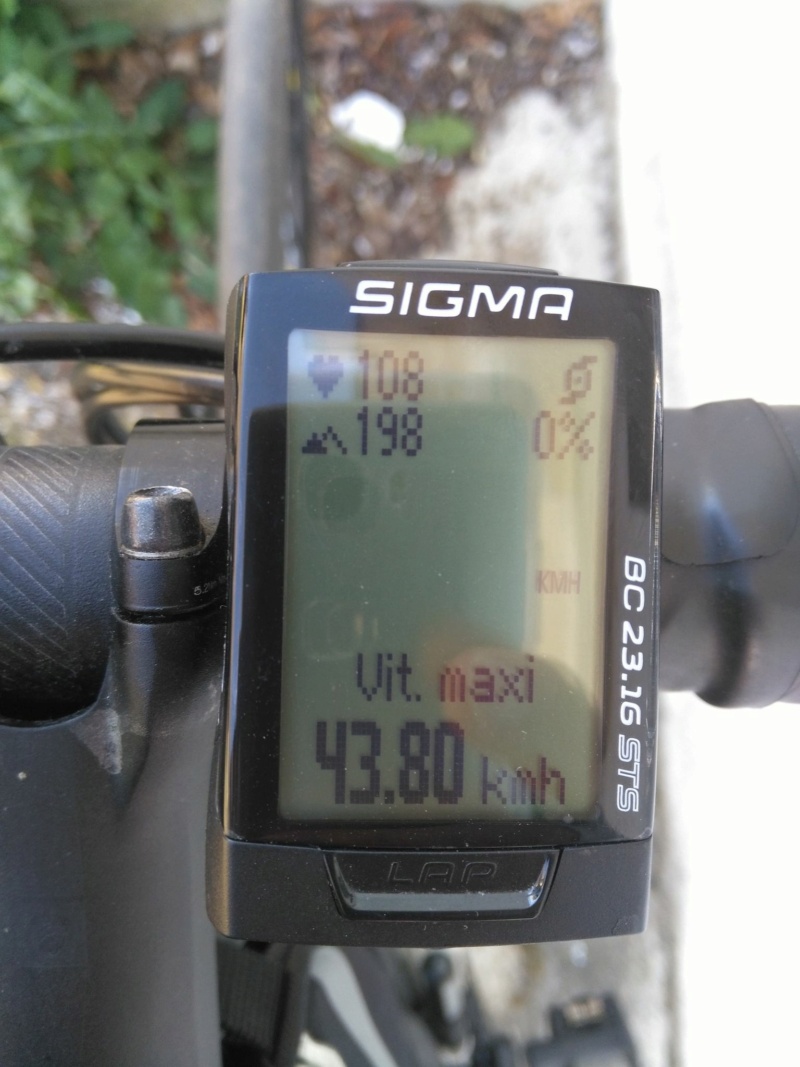 SIGMA
108
198
0%
KMH
Vit. maxi
43.80 kmh
BC 23.16 STS
LAP